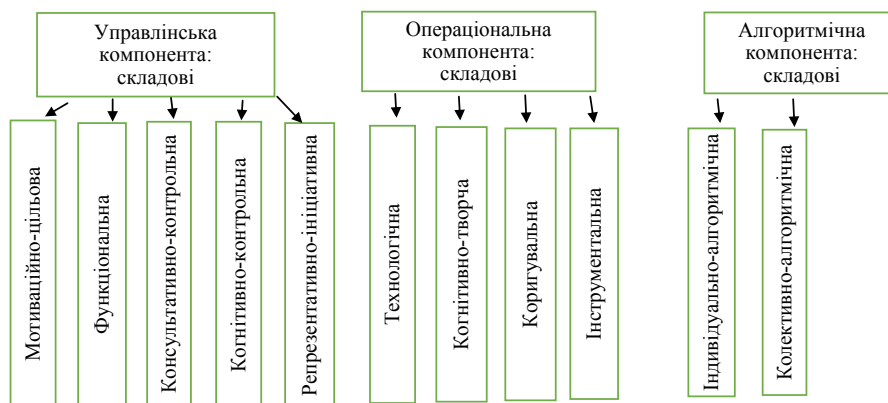 Управлінська
компонента:
складові
Операціональна
компонента:
складові
Алгоритмічна
компонента:
складові
Мотиваційно-цільова
Функціональна
Консультативно-контрольна
Когнітивно-контрольна
Репрезентативно-ініціативна
Технологічна
Когнітивно-творча
Коригувальна
Інструментальна
Індивідуально-алгоритмічна
Колективно-алгоритмічна